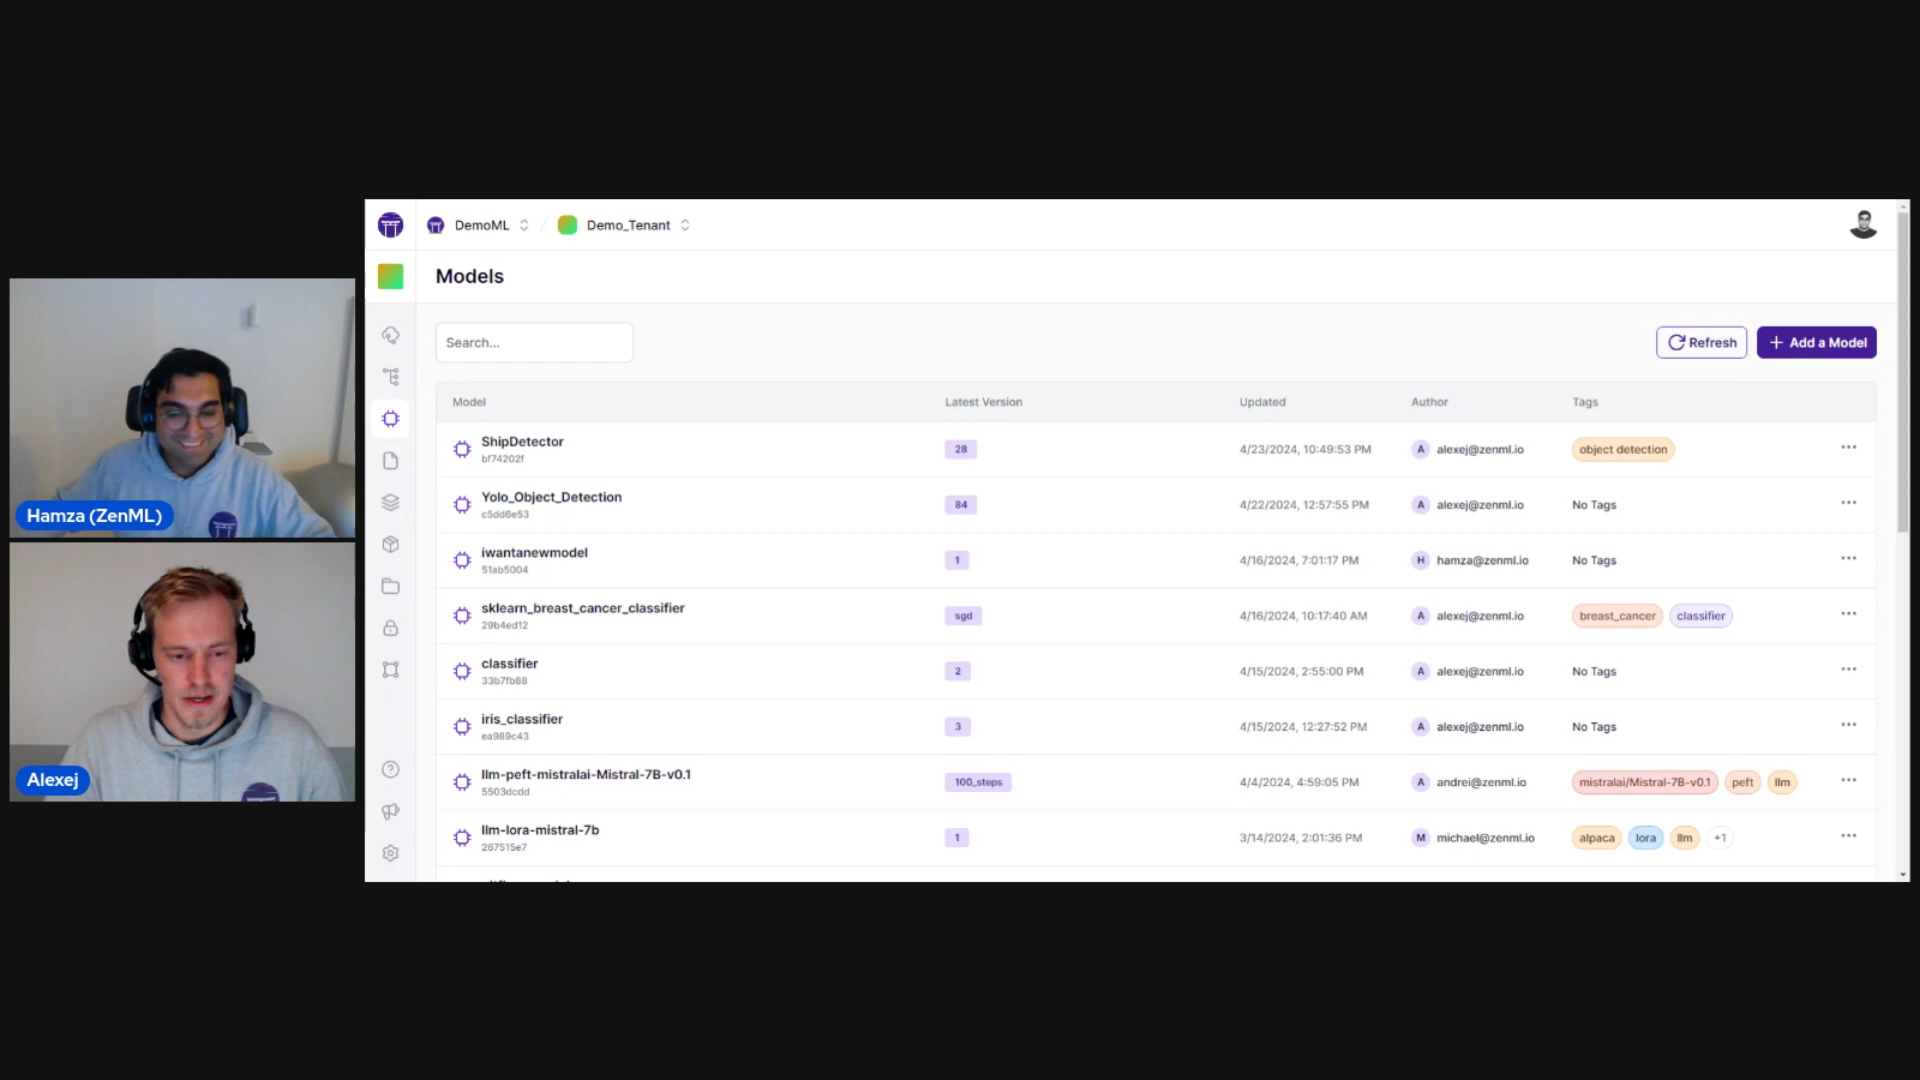 DemoML / Demo_Tenant
Models
Search...
Refresh
+ Add a Model
Model Latest Version Updated Author Tags
ShipDetector
bf74202f
28 4/23/2024, 10:49:53 PM A alexej@zenml.io object detection
Yolo_Object_Detection
c5dd6e53
84 4/22/2024, 12:57:55 PM A alexej@zenml.io No Tags
iwantanewmodel
51ab5004
1 4/16/2024, 7:01:17 PM H hamza@zenml.io No Tags
sklearn_breast_cancer_classifier
29b4ed12
sgd 4/16/2024, 10:17:40 AM A alexej@zenml.io breast_cancer classifier
classifier
33b7fb88
2 4/15/2024, 2:55:00 PM A alexej@zenml.io No Tags
iris_classifier
ea989c43
3 4/15/2024, 12:27:52 PM A alexej@zenml.io No Tags
llm-peft-mistralai-Mistral-7B-v0.1
5503dcdd
100_steps 4/4/2024, 4:59:05 PM A andrei@zenml.io mistralai/Mistral-7B-v0.1 peft llm
llm-lora-mistral-7b
267515e7
1 3/14/2024, 2:01:36 PM M michael@zenml.io alpaca lora llm +1
Hamza (ZenML)
Alexej